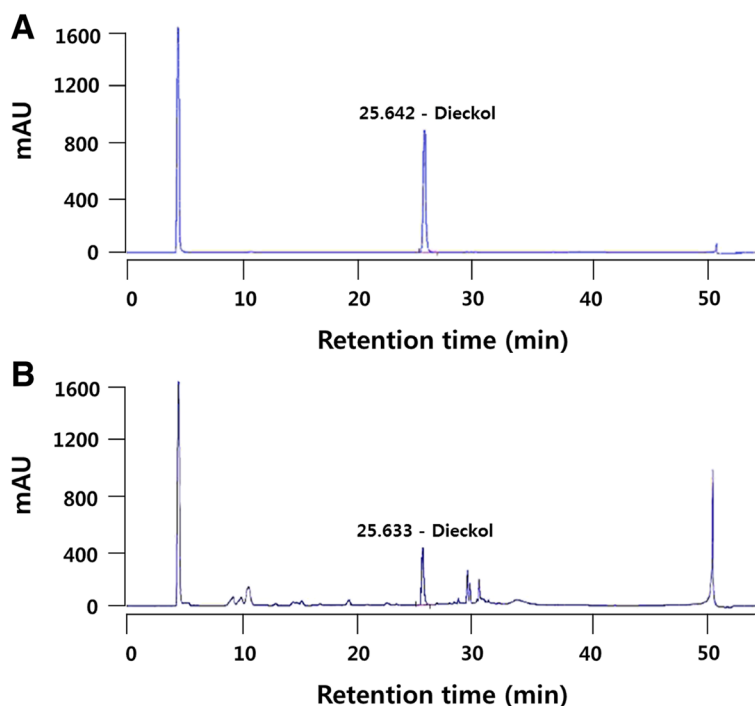 A
1600
1200
800
400
0
mAU
25.642 - Dieckol
0 10 20 30 40 50
Retention time (min)
B
1600
1200
800
400
0
mAU
25.633 - Dieckol
0 10 20 30 40 50
Retention time (min)